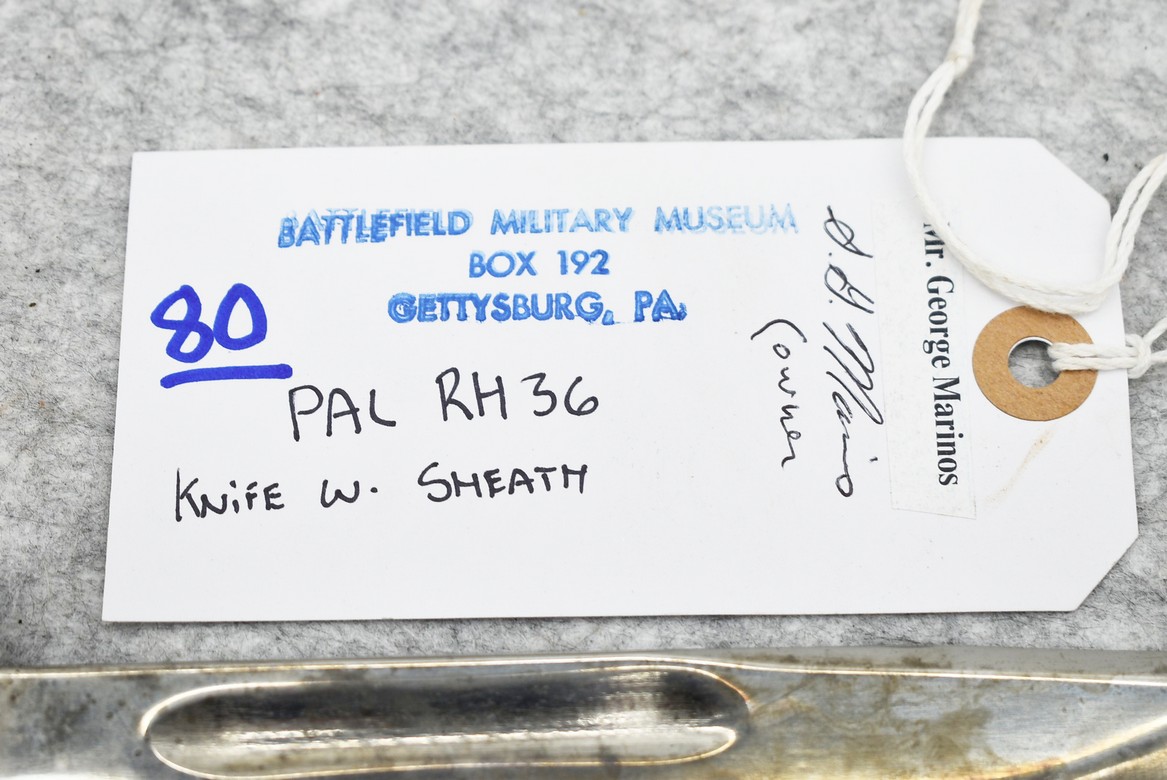 BATTLEFIELD MILITARY MUSEUM
BOX 192
GETTYSBURG, PA.
80
PAL RH36
KNiFE W. SHEATH
Mr. George Marinos
owner